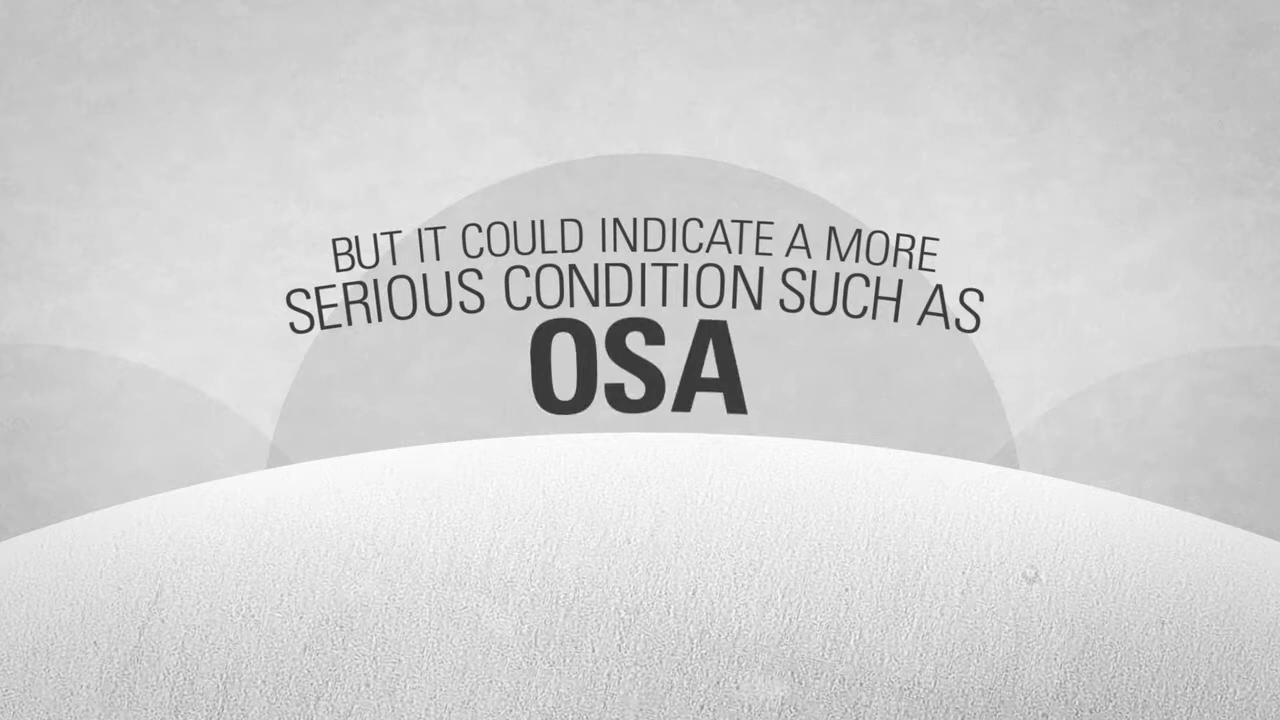 BUT IT COULD INDICATE A MORE
SERIOUS CONDITION SUCH AS
OSA